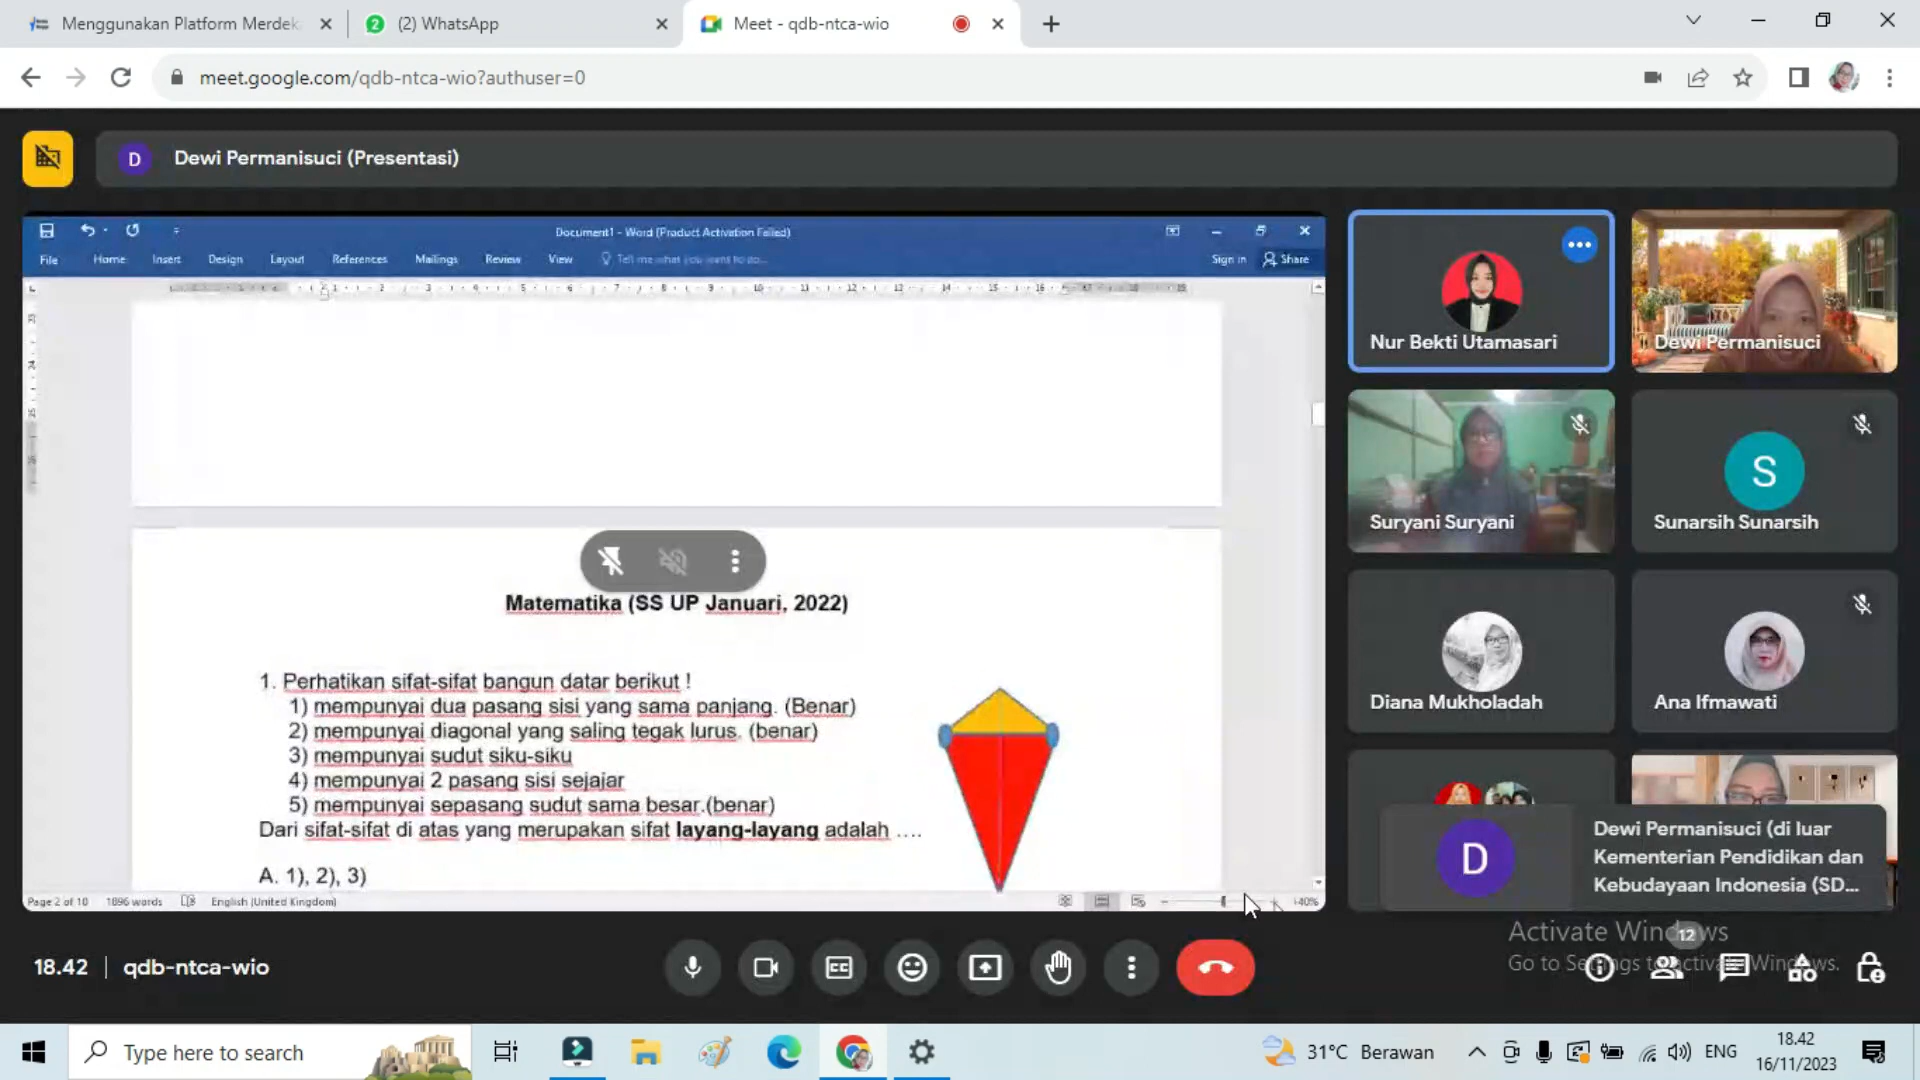 Menggunakan Platform Merdek
(2) WhatsApp
Meet - qdb-ntca-wio
meet.google.com/qdb-ntca-wio?authuser=0
D
Dewi Permanisuci (Presentasi)
Document1 - Word (Product Activation Failed)
File Home Insert Design Layout References Mailings Review View Tell me what you want to do... Sign in Share
Matematika (SS UP Januari, 2022)
1. Perhatikan sifat-sifat bangun datar berikut !
1) mempunyai dua pasang sisi yang sama panjang. (Benar)
2) mempunyai diagonal yang saling tegak lurus. (benar)
3) mempunyai sudut siku-siku
4) mempunyai 2 pasang sisi sejajar
5) mempunyai sepasang sudut sama besar.(benar)
Dari sifat-sifat di atas yang merupakan sifat layang-layang adalah ....
A. 1), 2), 3)
Page 2 of 10 1896 words English (United Kingdom)
140%
Nur Bekti Utamasari
Dewi Permanisuci
Suryani Suryani
S
Sunarsih Sunarsih
Diana Mukholadah
Ana Ifmawati
D
Dewi Permanisuci (di luar
Kementerian Pendidikan dan
Kebudayaan Indonesia (SD...
Activate Windows
Go to Settings to activate Windows.
12
18.42
qdb-ntca-wio
Type here to search
31°C Berawan
ENG
18.42
16/11/2023